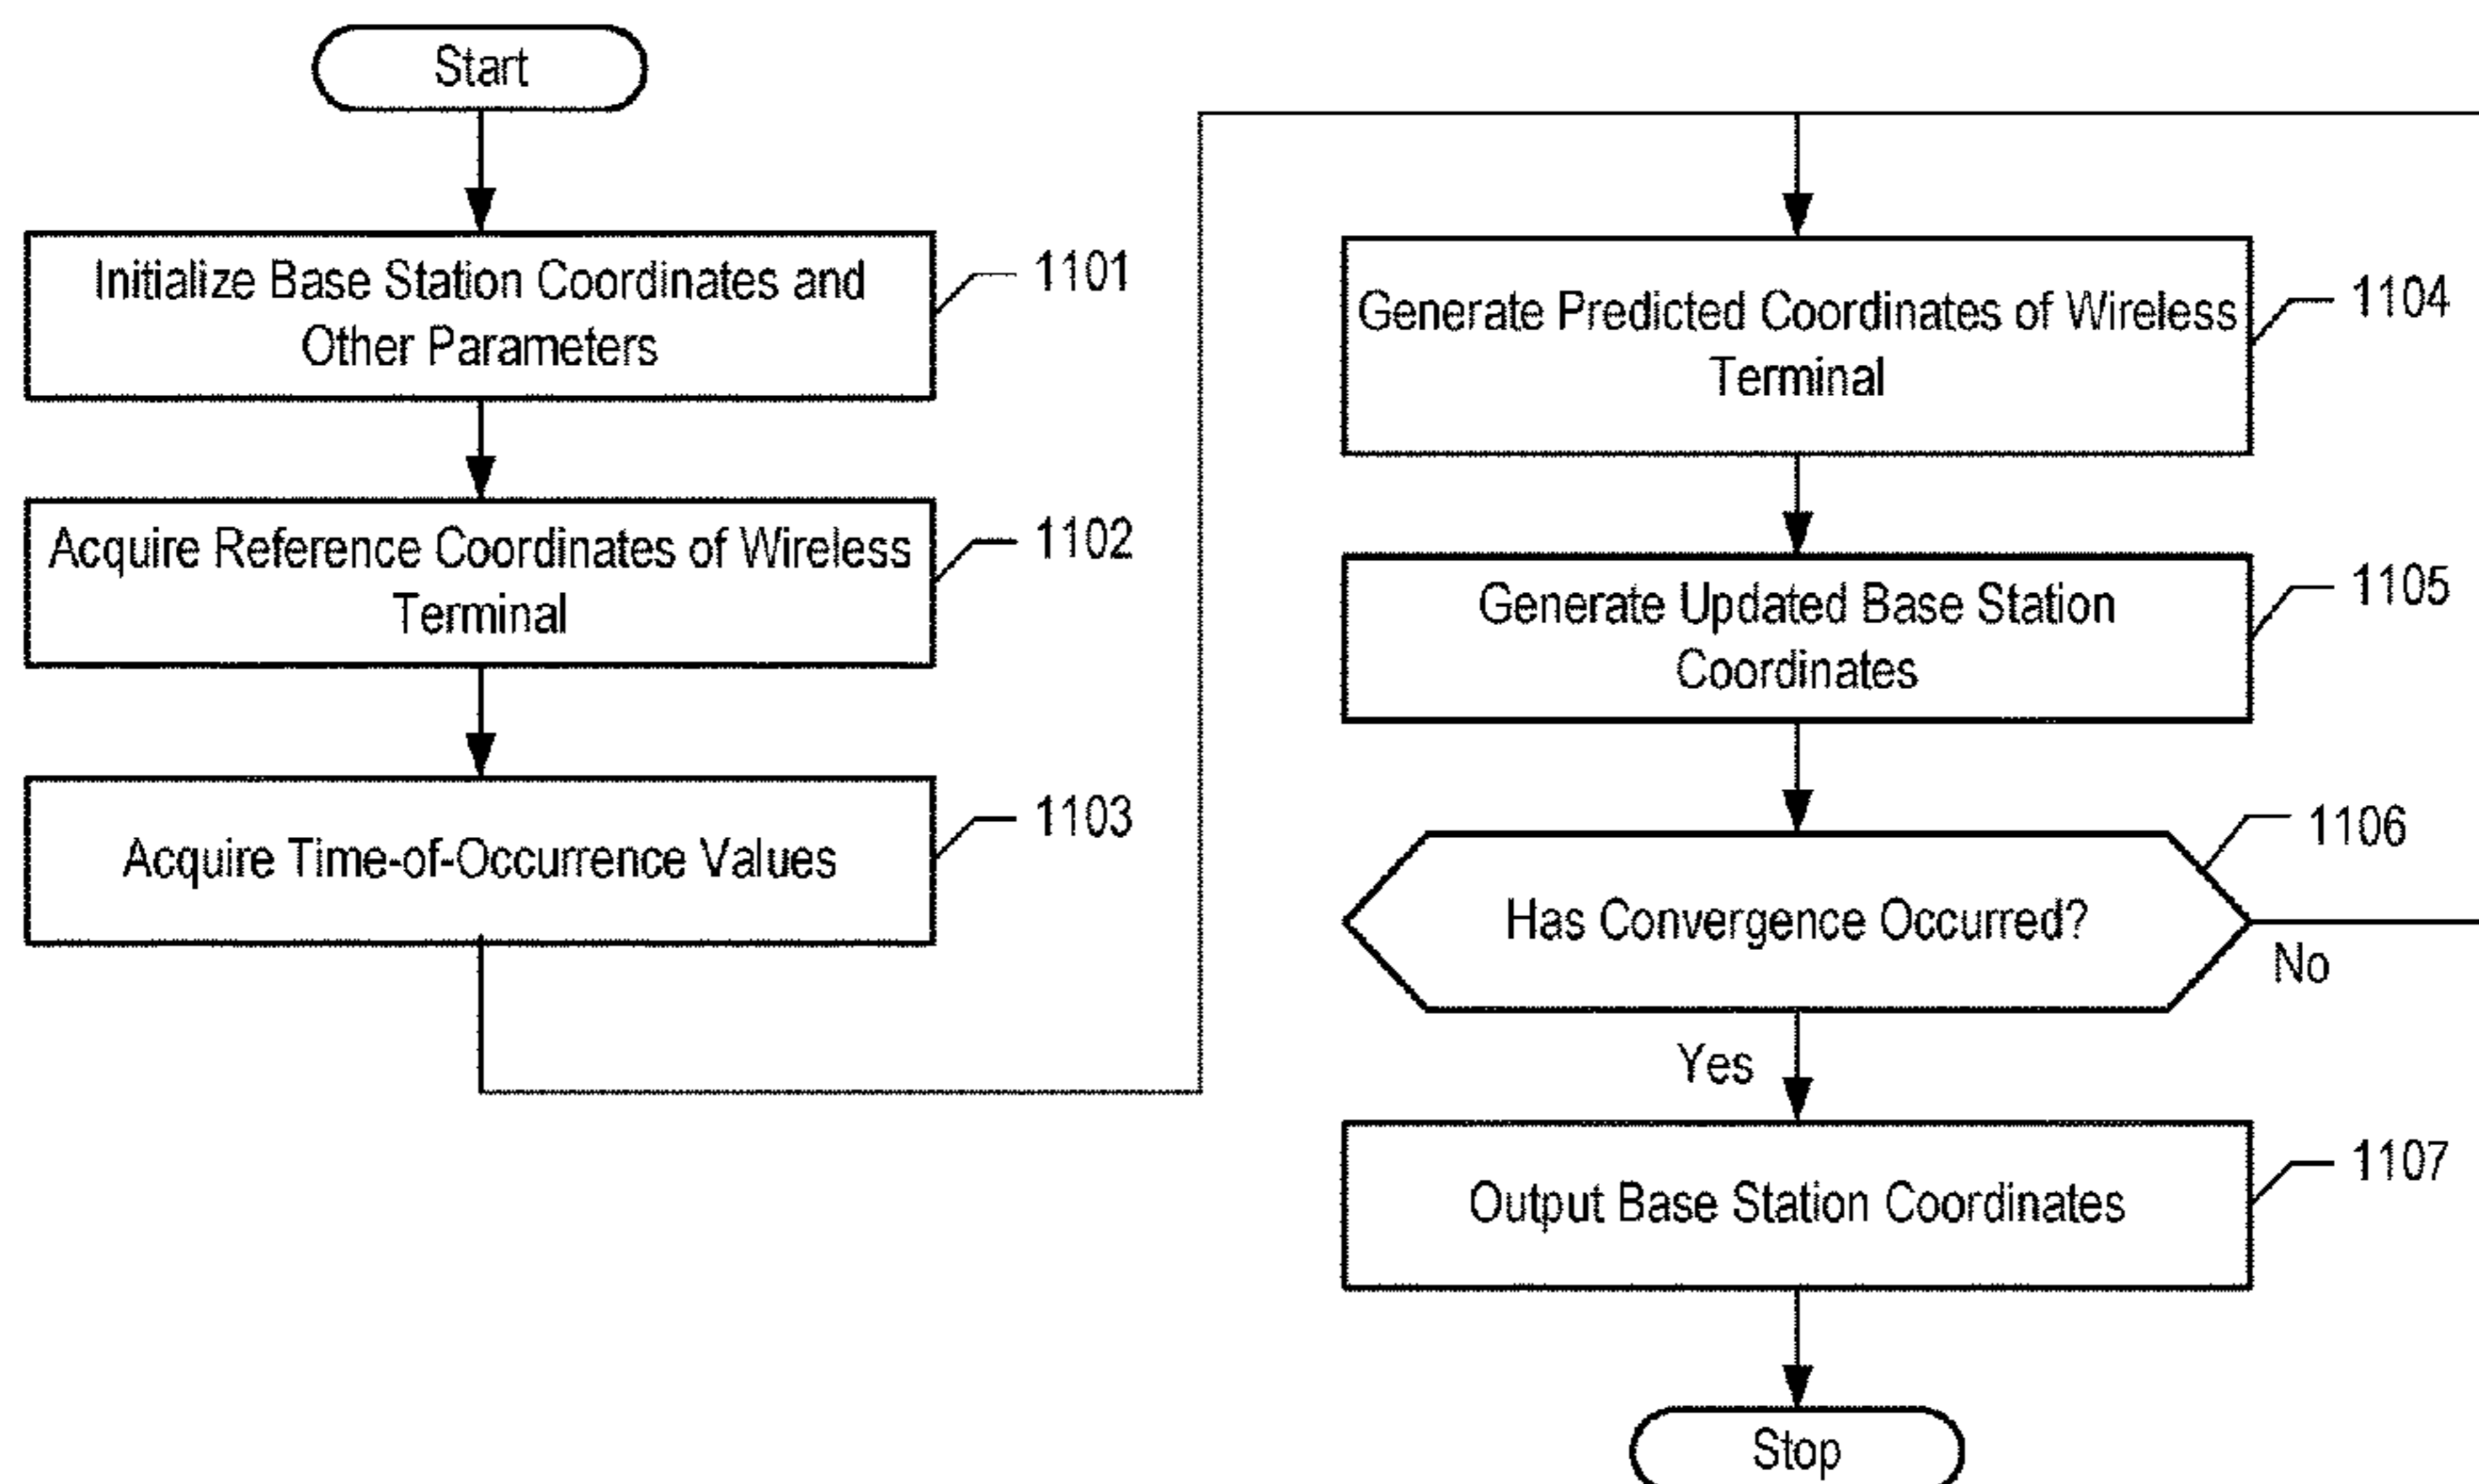 Start
Initialize Base Station Coordinates and
Other Parameters
1101
Acquire Reference Coordinates of Wireless
Terminal
1102
Acquire Time-of-Occurrence Values
1103
Generate Predicted Coordinates of Wireless
Terminal
1104
Generate Updated Base Station
Coordinates
1105
Has Convergence Occurred?
1106
No
Yes
Output Base Station Coordinates
1107
Stop